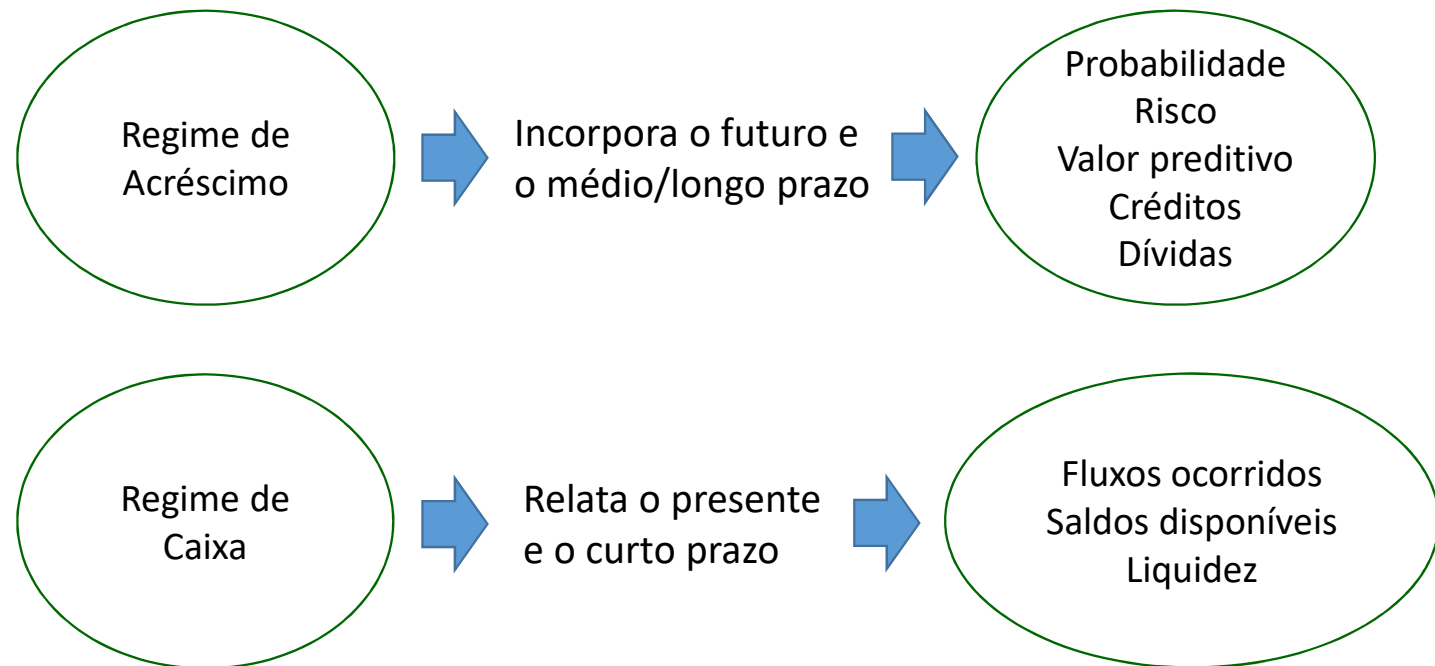 Regime de
Acréscimo
Incorpora o futuro e
o médio/longo prazo
Probabilidade
Risco
Valor preditivo
Créditos
Dívidas
Regime de
Caixa
Relata o presente
e o curto prazo
Fluxos ocorridos
Saldos disponíveis
Liquidez